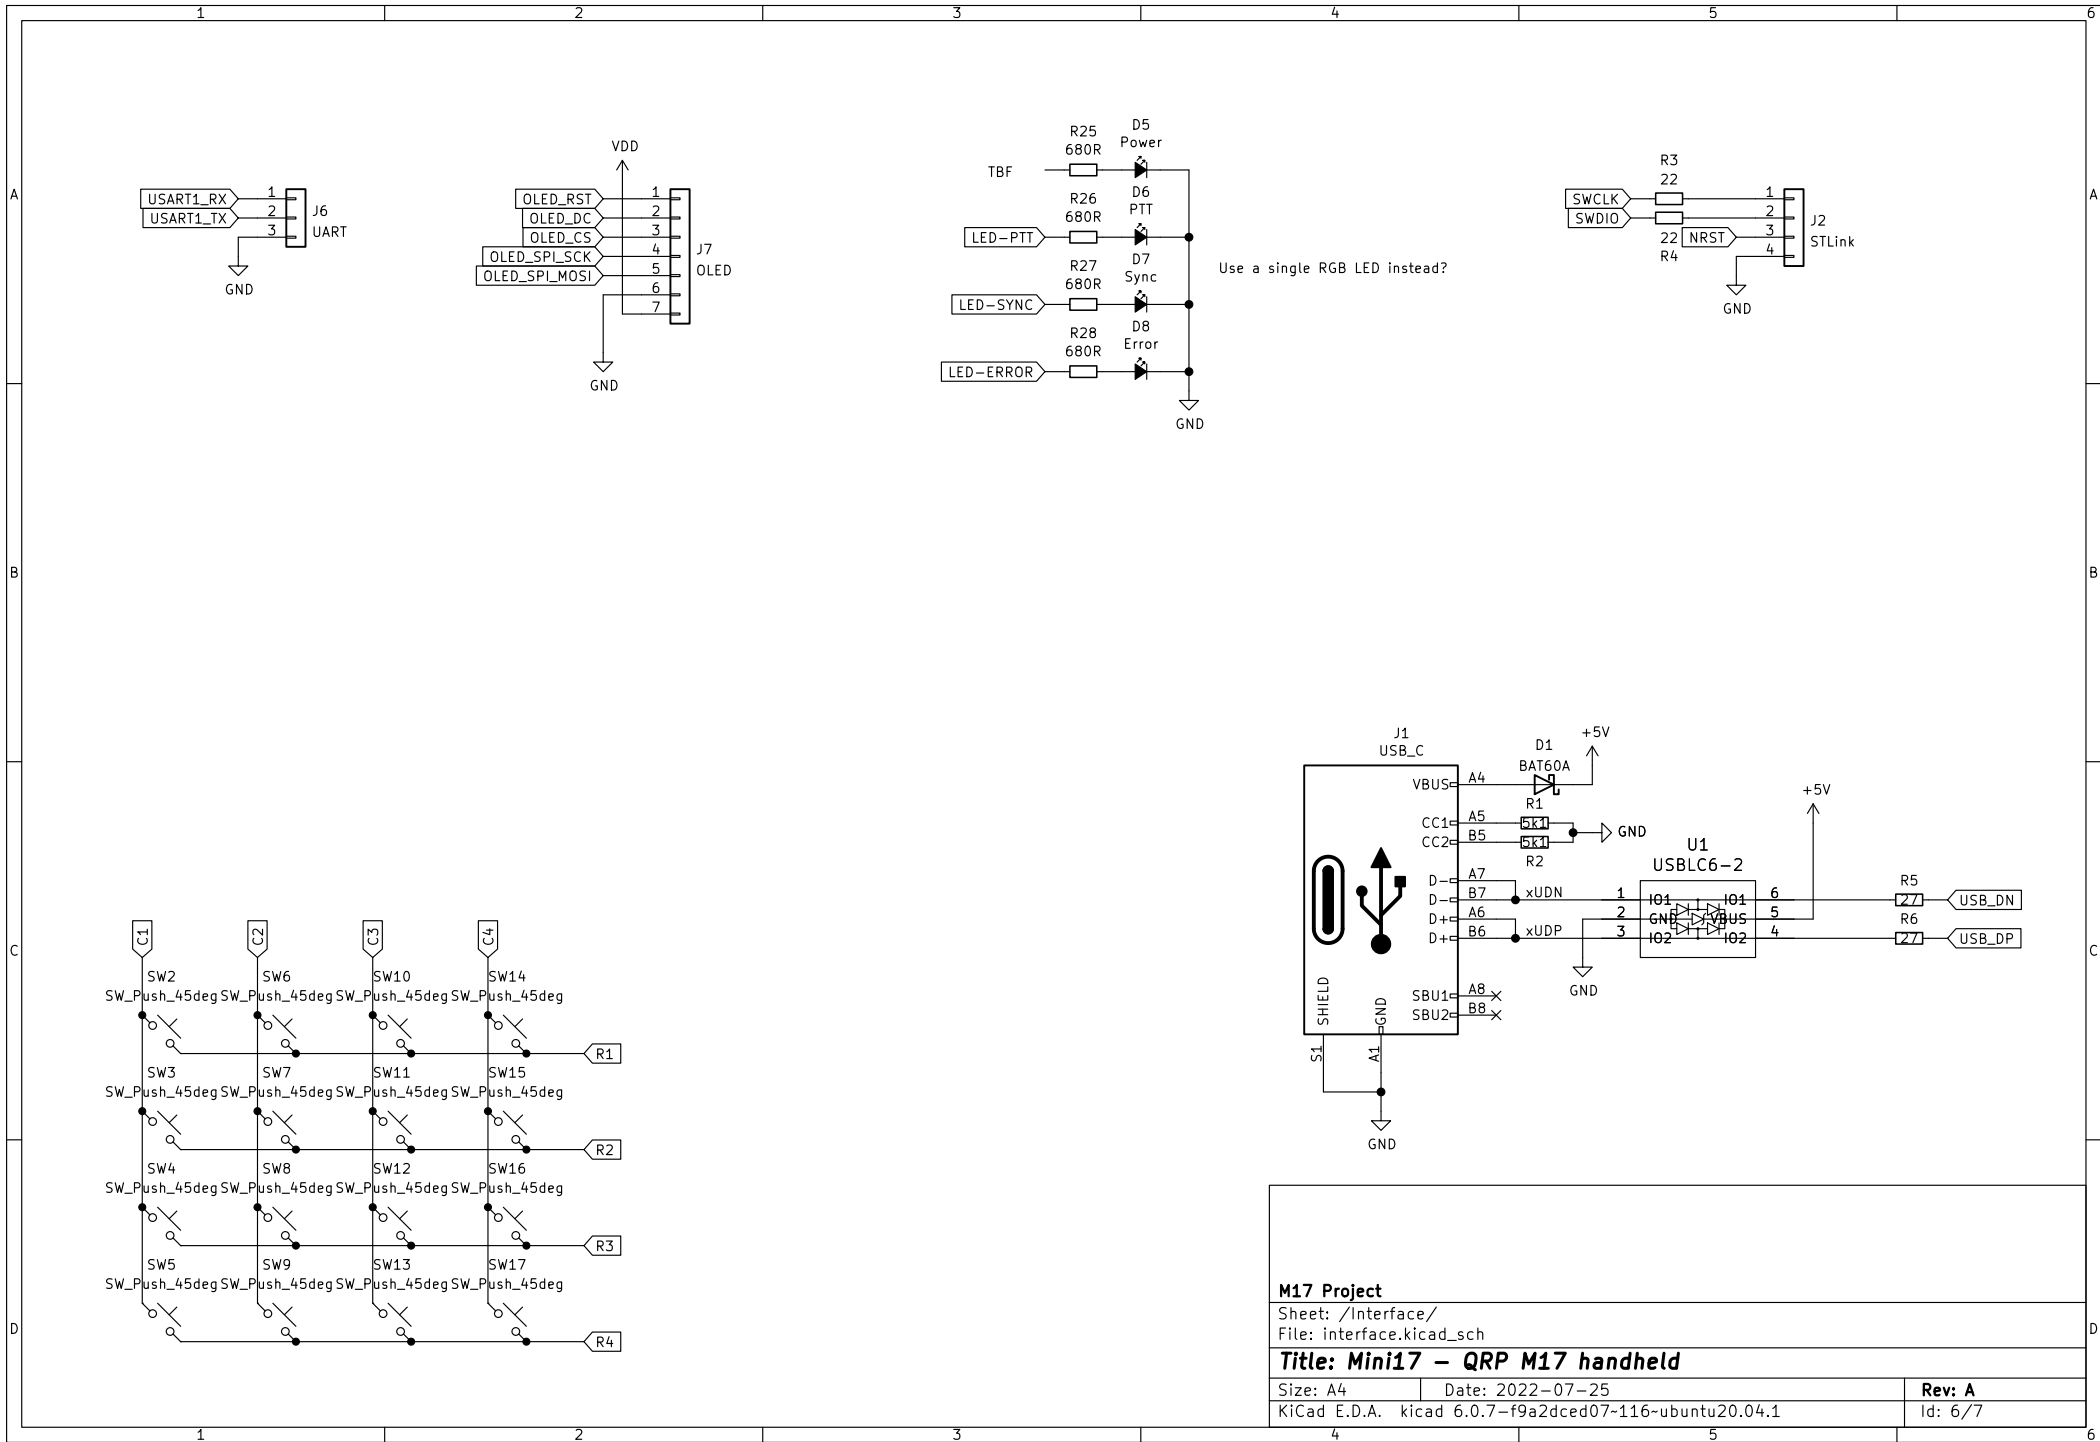 1 2 3 4 5 6
A
B
C
D
A
B
C
D
1 2 3 4 5 6
USART1_RX 1
USART1_TX 2
3
J6
UART
GND
VDD
OLED_RST 1
OLED_DC 2
OLED_CS 3
OLED_SPI_SCK 4
OLED_SPI_MOSI 5
6
7
J7
OLED
GND
R25
680R
D5
Power
TBF
R26
680R
D6
PTT
LED-PTT
R27
680R
D7
Sync
LED-SYNC
R28
680R
D8
Error
LED-ERROR
GND
Use a single RGB LED instead?
R3
22
SWCLK 1
SWDIO 2
22 NRST 3
R4 4
J2
STLink
GND
J1
USB_C
VBUS A4
D1
BAT60A
+5V
R1
CC1 A5 5k1
CC2 B5 5k1
R2
GND
D- A7
D- B7 xUDN
D+ A6
D+ B6 xUDP
SBU1 A8
SBU2 B8
SHIELD
GND
S1
A1
GND
U1
USBLC6-2
1 IO1 IO1 6
2 GND VBUS 5
3 IO2 IO2 4
GND
+5V
R5
27 USB_DN
R6
27 USB_DP
C1 C2 C3 C4
SW2 SW6 SW10 SW14
SW_Push_45deg SW_Push_45deg SW_Push_45deg SW_Push_45deg
R1
SW3 SW7 SW11 SW15
SW_Push_45deg SW_Push_45deg SW_Push_45deg SW_Push_45deg
R2
SW4 SW8 SW12 SW16
SW_Push_45deg SW_Push_45deg SW_Push_45deg SW_Push_45deg
R3
SW5 SW9 SW13 SW17
SW_Push_45deg SW_Push_45deg SW_Push_45deg SW_Push_45deg
R4
M17 Project
Sheet: /Interface/
File: interface.kicad_sch
Title: Mini17 – QRP M17 handheld
Size: A4 Date: 2022-07-25 Rev: A
KiCad E.D.A. kicad 6.0.7-f9a2dced07~116~ubuntu20.04.1 Id: 6/7